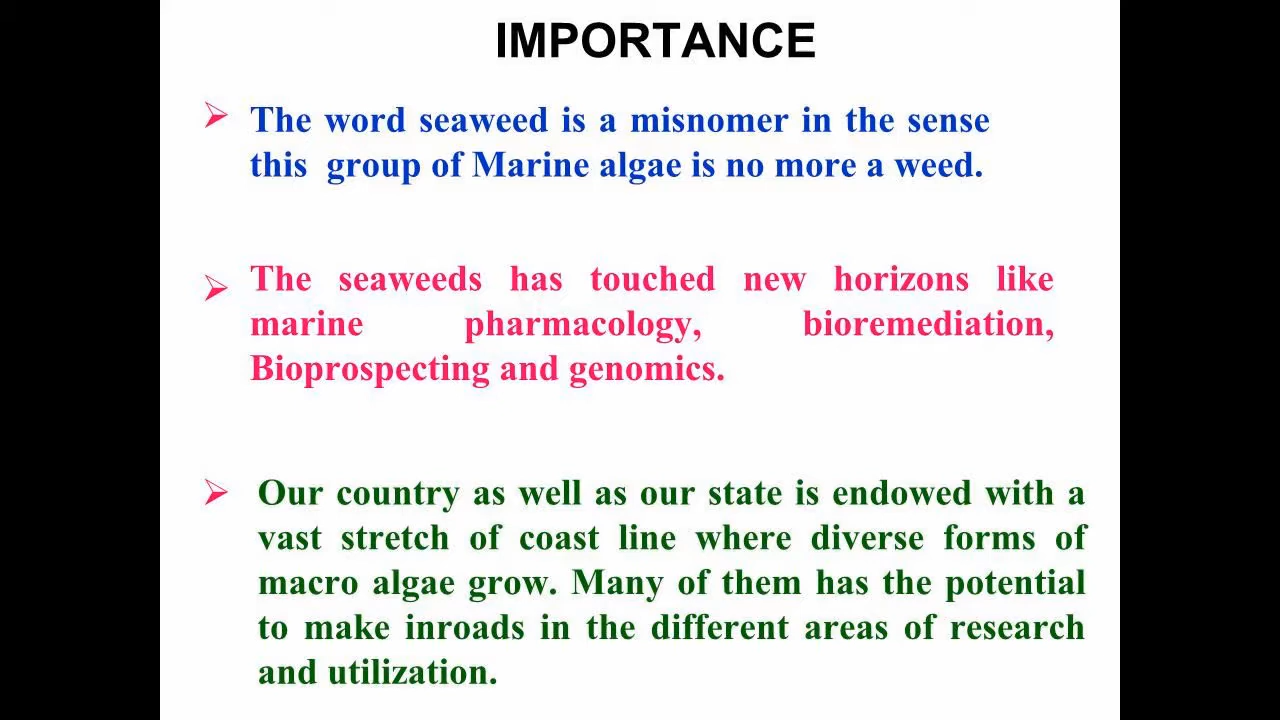 IMPORTANCE
The word seaweed is a misnomer in the sense
this group of Marine algae is no more a weed.
The seaweeds has touched new horizons like
marine pharmacology, bioremediation,
Bioprospecting and genomics.
Our country as well as our state is endowed with a
vast stretch of coast line where diverse forms of
macro algae grow. Many of them has the potential
to make inroads in the different areas of research
and utilization.